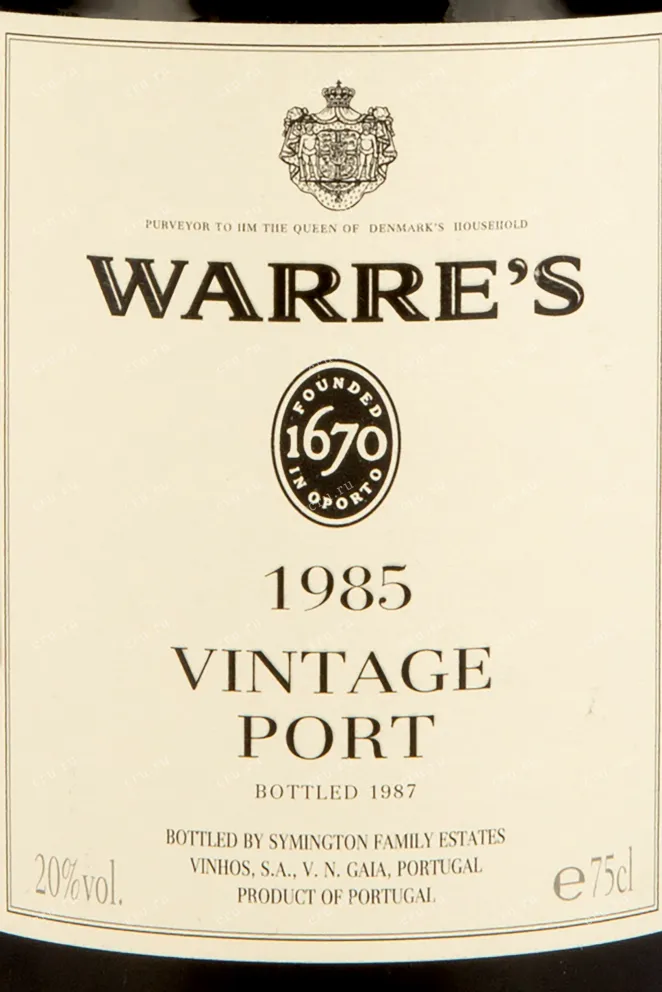 PURVEYOR TO HM THE QUEEN OF DENMARK'S HOUSEHOLD
WARRE'S
FOUNDED
1670
IN OPORTO
1985
VINTAGE
PORT
BOTTLED 1987
BOTTLED BY SYMINGTON FAMILY ESTATES
VINHOS, S.A., V. N. GAIA, PORTUGAL
PRODUCT OF PORTUGAL
20%vol.
℮ 75cl